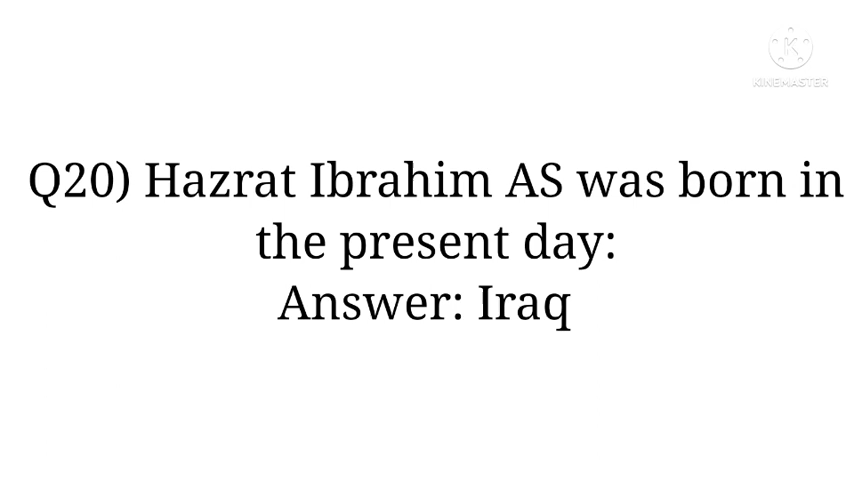 KINEMASTER
Q20) Hazrat Ibrahim AS was born in
the present day:
Answer: Iraq